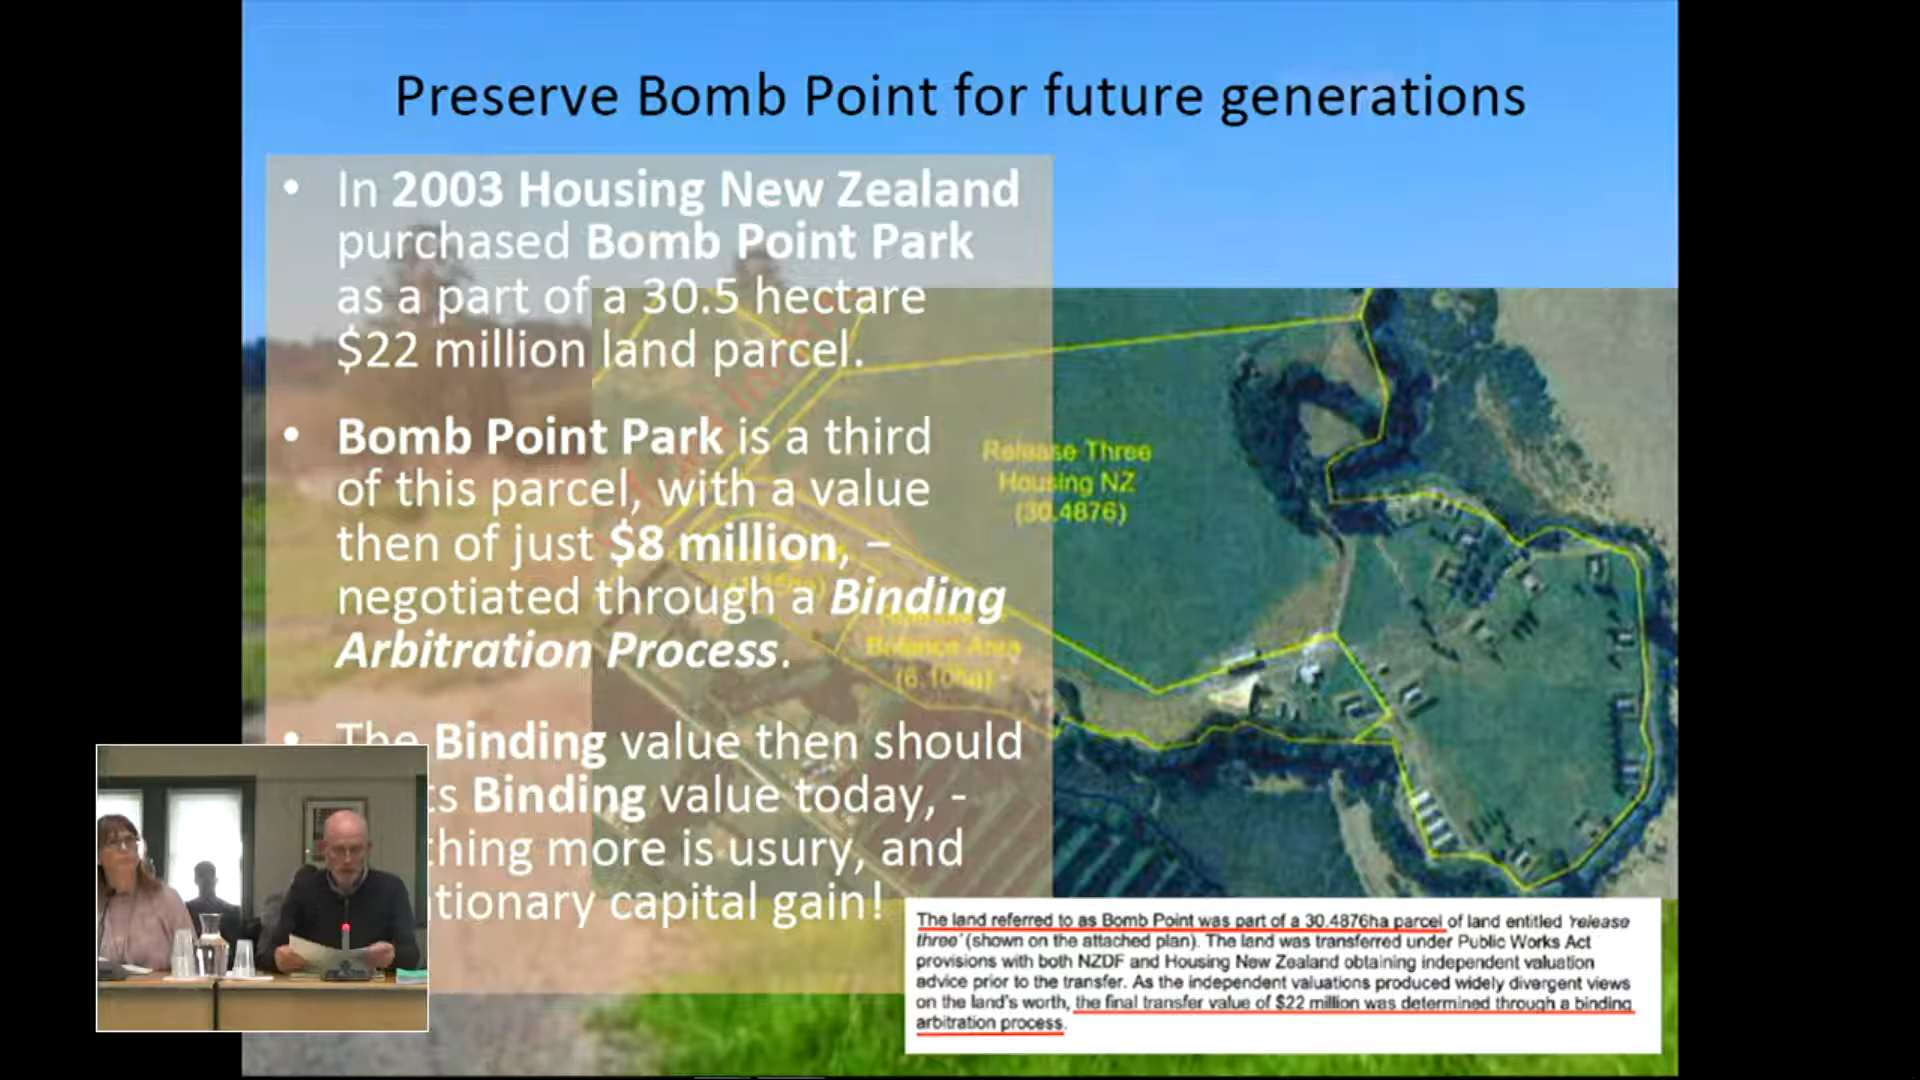 Preserve Bomb Point for future generations
• In 2003 Housing New Zealand
purchased Bomb Point Park
as a part of a 30.5 hectare
$22 million land parcel.
• Bomb Point Park is a third
of this parcel, with a value
then of just $8 million, –
negotiated through a Binding
Arbitration Process.
• The Binding value then should
ts Binding value today, -
thing more is usury, and
tionary capital gain!
Release Three
Housing NZ
(30.4876)
Balance Area
The land referred to as Bomb Point was part of a 30.4876ha parcel of land entitled 'release
three' (shown on the attached plan). The land was transferred under Public Works Act
provisions with both NZDF and Housing New Zealand obtaining independent valuation
advice prior to the transfer. As the independent valuations produced widely divergent views
on the land's worth, the final transfer value of $22 million was determined through a binding
arbitration process.